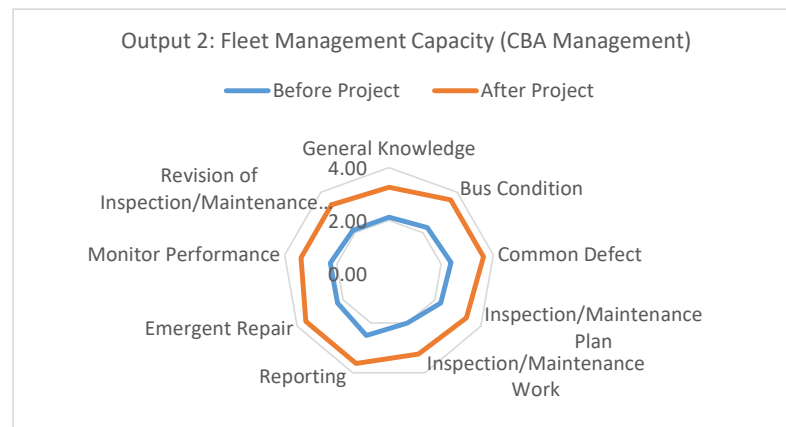 Output 2: Fleet Management Capacity (CBA Management)
Before Project
After Project
General Knowledge
4.00
2.00
0.00
Bus Condition
Common Defect
Inspection/Maintenance
Plan
Inspection/Maintenance
Work
Reporting
Emergent Repair
Monitor Performance
Revision of
Inspection/Maintenance...